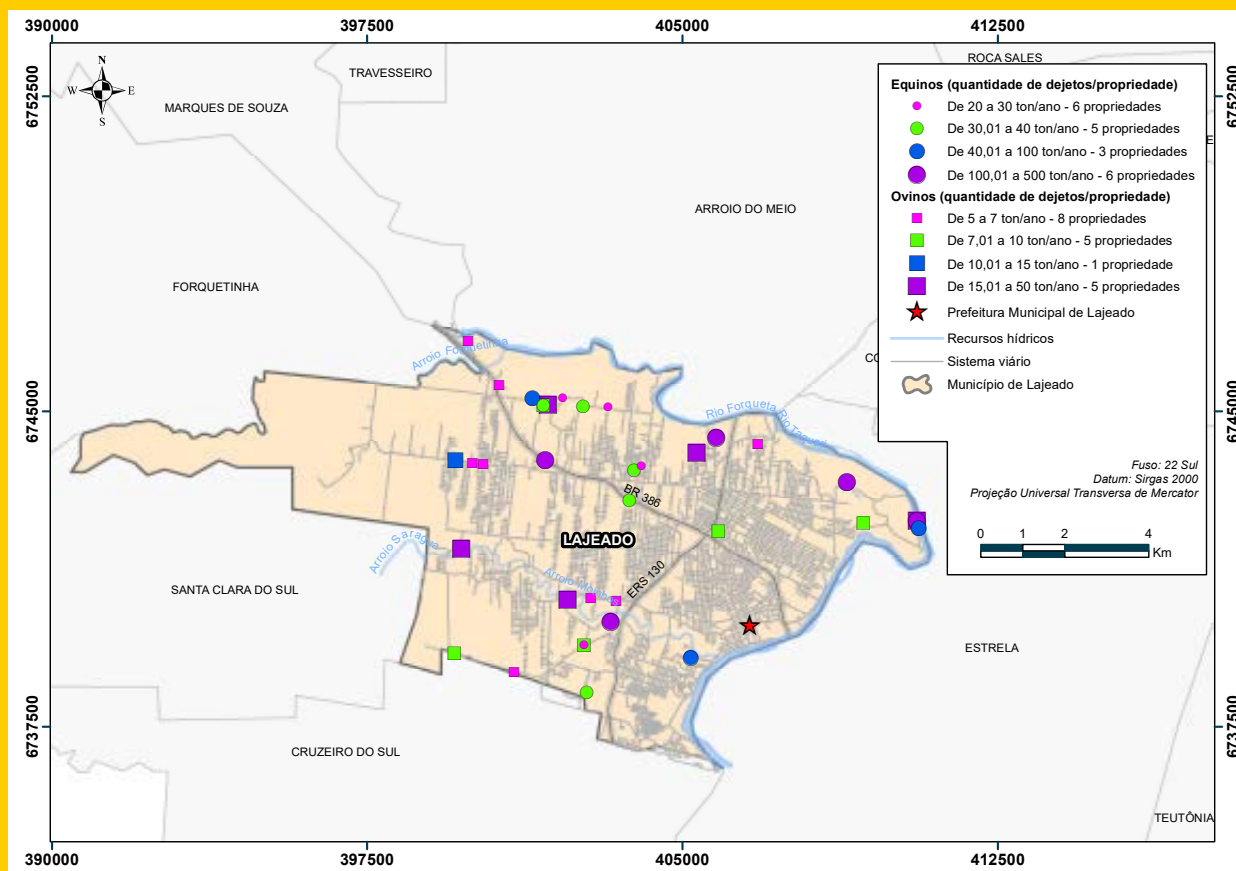 390000
397500
405000
412500
6752500
6745000
6737500
6752500
6745000
6737500
N
W
E
S
TRAVESSEIRO
MARQUES DE SOUZA
ROCA SALES
ARROIO DO MEIO
FORQUETINHA
Equinos (quantidade de dejetos/propriedade)
De 20 a 30 ton/ano - 6 propriedades
De 30,01 a 40 ton/ano - 5 propriedades
De 40,01 a 100 ton/ano - 3 propriedades
De 100,01 a 500 ton/ano - 6 propriedades
Ovinos (quantidade de dejetos/propriedade)
De 5 a 7 ton/ano - 8 propriedades
De 7,01 a 10 ton/ano - 5 propriedades
De 10,01 a 15 ton/ano - 1 propriedade
De 15,01 a 50 ton/ano - 5 propriedades
Prefeitura Municipal de Lajeado
Recursos hídricos
Sistema viário
Município de Lajeado
Fuso: 22 Sul
Datum: Sirgas 2000
Projeção Universal Transversa de Mercator
0 1 2 4
Km
Arroio Forquetinha
Rio Forqueta
Rio Taquari
BR 386
LAJEADO
Arroio Saraquá
ERS 130
SANTA CLARA DO SUL
ESTRELA
CRUZEIRO DO SUL
TEUTÔNIA
390000
397500
405000
412500